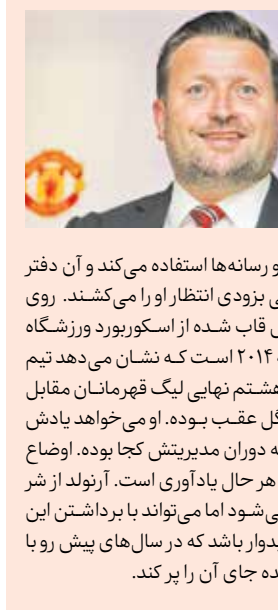 و رسانه‌ها استفاده می‌کند و آن دفتر
بزودی انتظار او را می‌کشند. روی
قاب شده از اسکوربورد ورزشگاه
۲۰۱۴ است که نشان می‌دهد تیم
هشتم نهایی لیگ قهرمانان مقابل
گل عقب بوده. او می‌خواهد یادش
دوران مدیریتش کجا بوده. اوضاع
هر حال یادآوری است. آرنولد از شر
می‌شود اما می‌تواند با برداشتن این
باشد که در سال‌های پیش رو با
جای آن را پر کند.